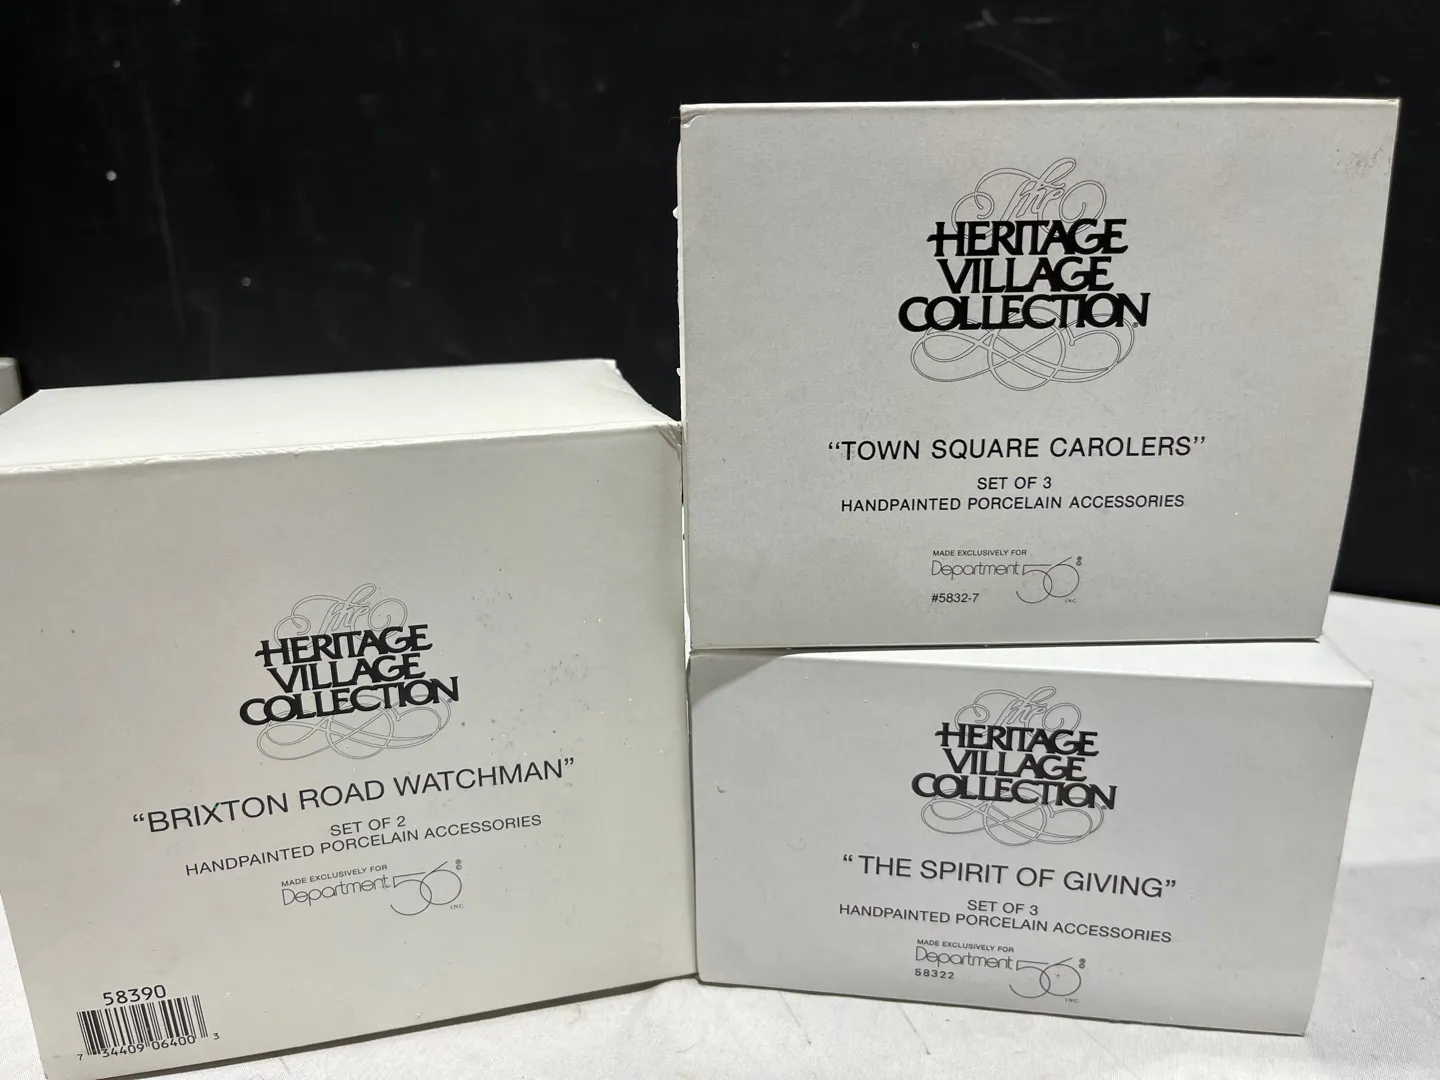 The
HERITAGE
VILLAGE
COLLECTION®
“TOWN SQUARE CAROLERS”
SET OF 3
HANDPAINTED PORCELAIN ACCESSORIES
MADE EXCLUSIVELY FOR
Department 56 ®©
INC.
#5832-7
The
HERITAGE
VILLAGE
COLLECTION
“BRIXTON ROAD WATCHMAN”
SET OF 2
HANDPAINTED PORCELAIN ACCESSORIES
MADE EXCLUSIVELY FOR
Department 56 ®©
INC.
58390
7 34409 06400 3
The
HERITAGE
VILLAGE
COLLECTION
“THE SPIRIT OF GIVING”
SET OF 3
HANDPAINTED PORCELAIN ACCESSORIES
MADE EXCLUSIVELY FOR
Department 56 ®©
INC.
58322